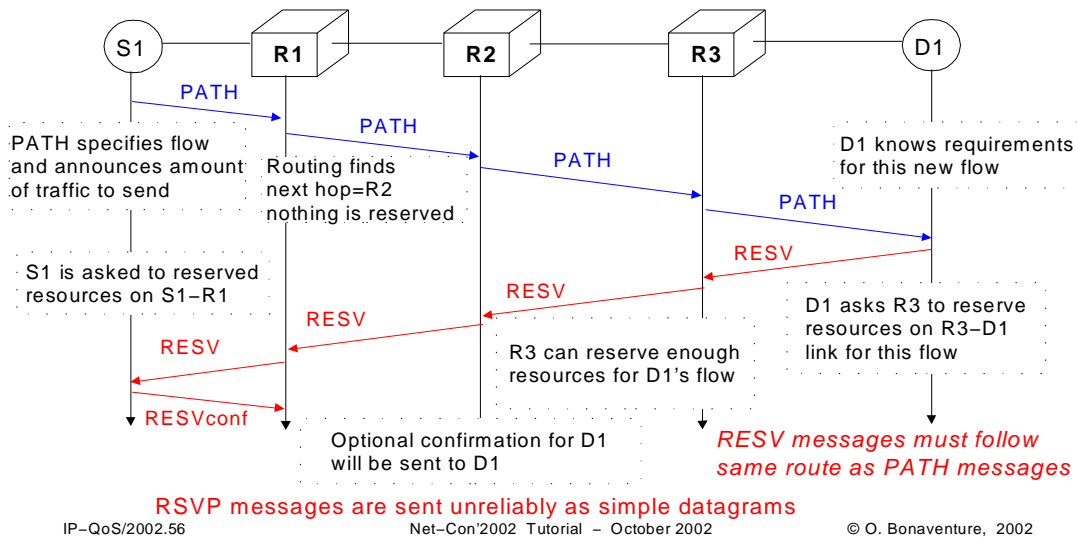 S1
R1
R2
R3
D1
PATH
PATH
PATH
PATH
PATH specifies flow
and announces amount
of traffic to send
Routing finds
next hop=R2
nothing is reserved
D1 knows requirements
for this new flow
RESV
RESV
RESV
RESV
S1 is asked to reserved
resources on S1–R1
D1 asks R3 to reserve
resources on R3–D1
link for this flow
R3 can reserve enough
resources for D1's flow
RESVconf
Optional confirmation for D1
will be sent to D1
RESV messages must follow
same route as PATH messages
RSVP messages are sent unreliably as simple datagrams
IP–QoS/2002.56
Net–Con'2002 Tutorial – October 2002
© O. Bonaventure, 2002